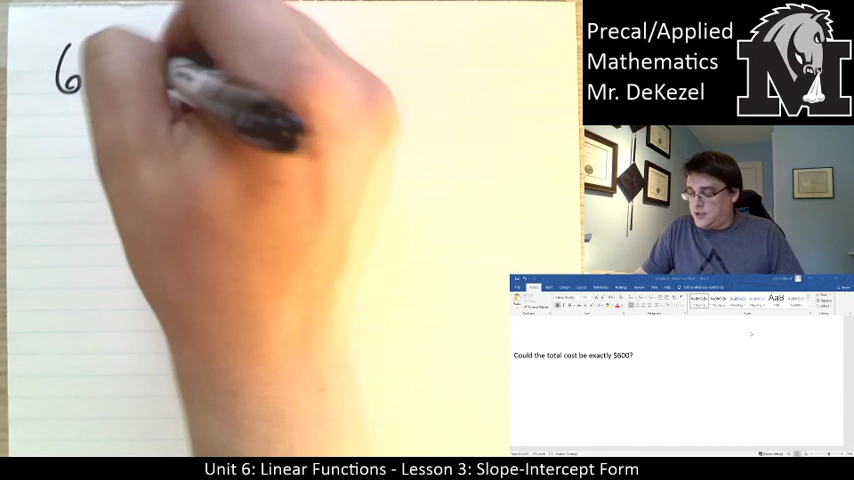 Precal/Applied
Mathematics
Mr. DeKezel
M
6
Could the total cost be exactly $600?
Unit 6: Linear Functions - Lesson 3: Slope-Intercept Form